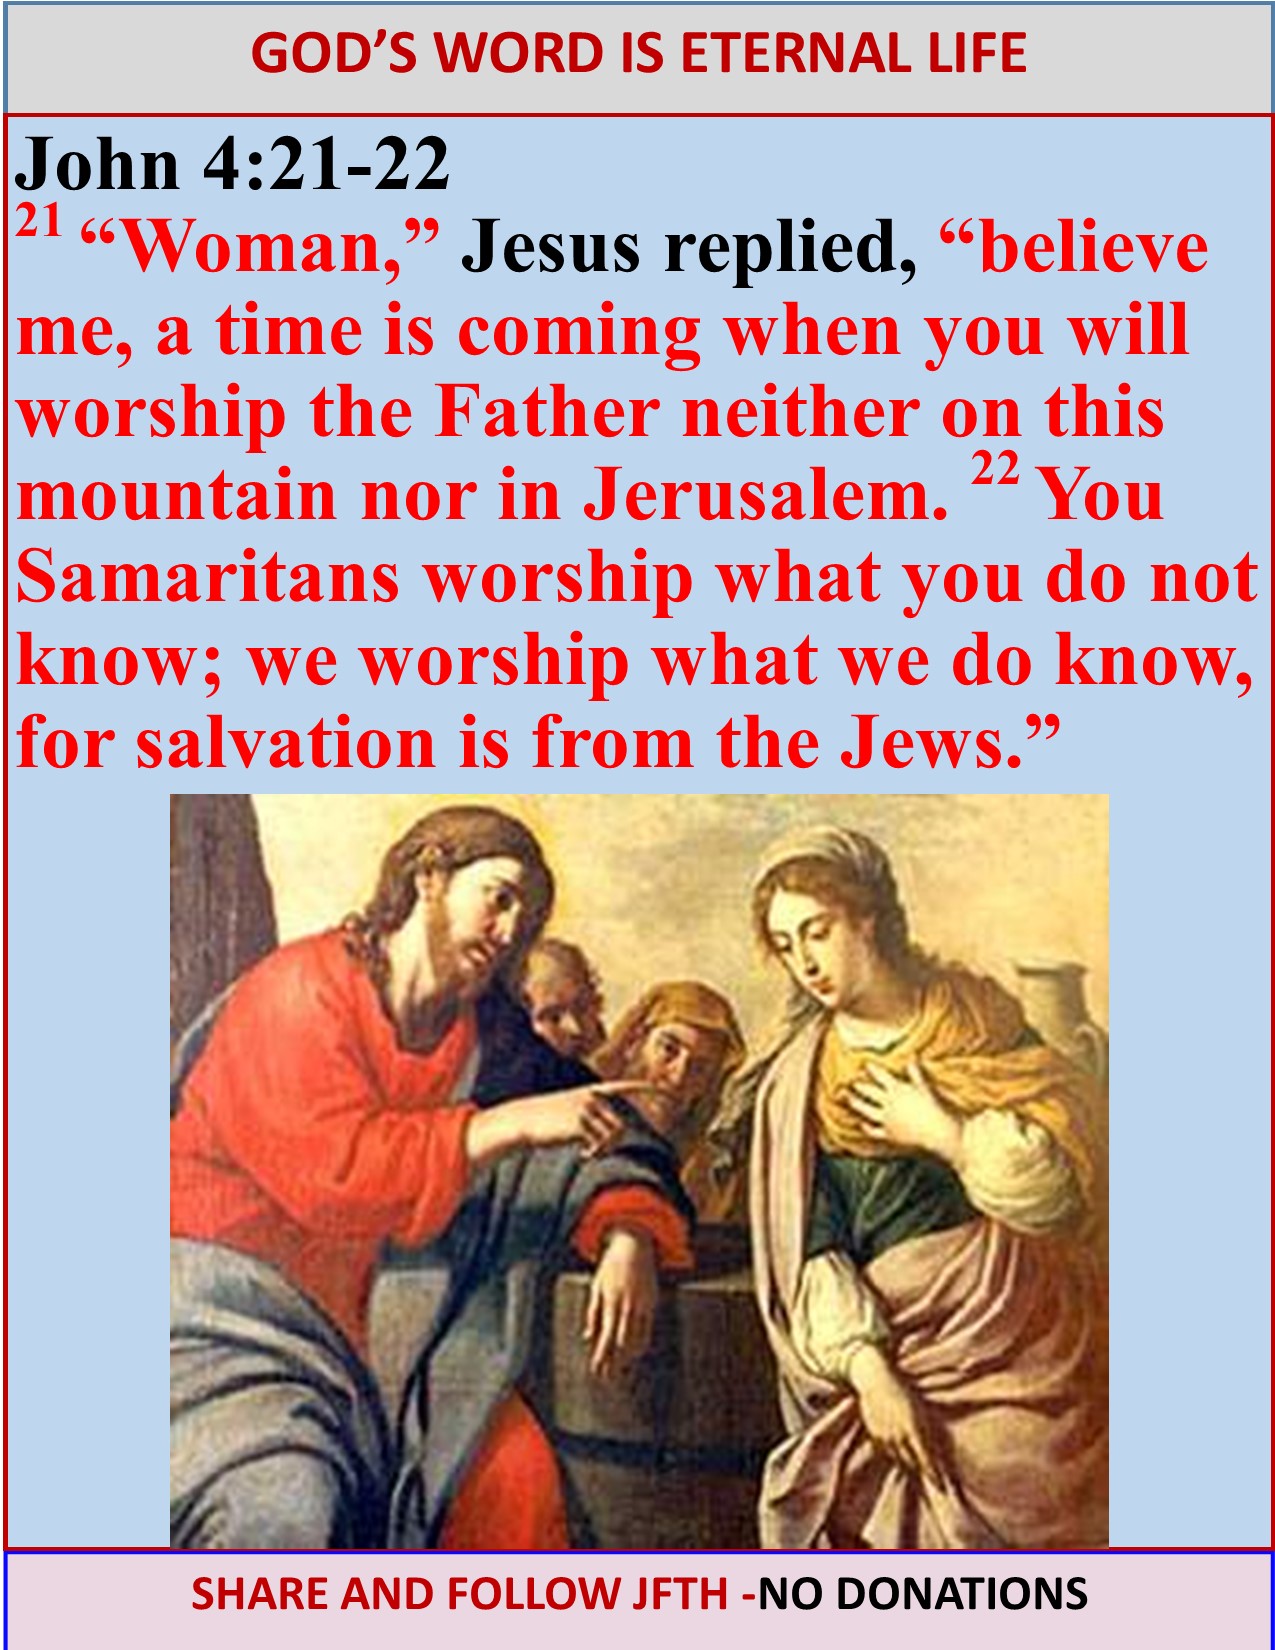 GOD’S WORD IS ETERNAL LIFE
John 4:21-22
21 “Woman,” Jesus replied, “believe
me, a time is coming when you will
worship the Father neither on this
mountain nor in Jerusalem. 22 You
Samaritans worship what you do not
know; we worship what we do know,
for salvation is from the Jews.”
SHARE AND FOLLOW JFTH -NO DONATIONS